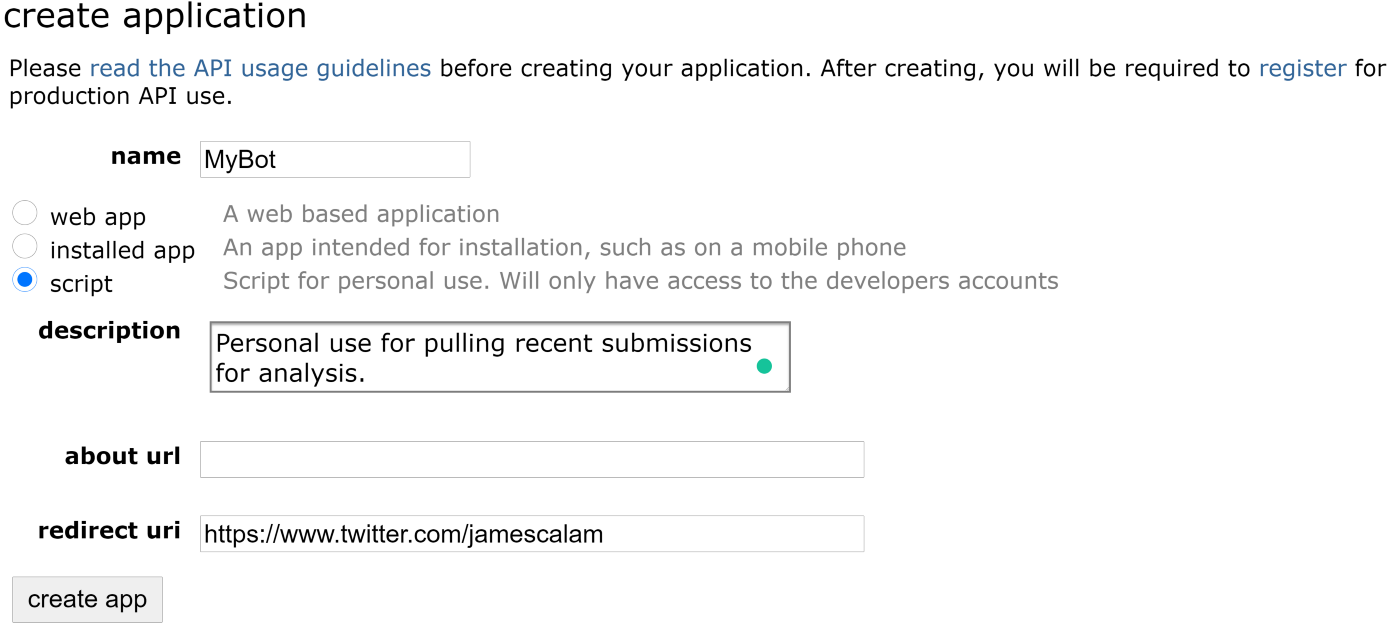 create application
Please read the API usage guidelines before creating your application. After creating, you will be required to register for
production API use.
name MyBot
web app A web based application
installed app An app intended for installation, such as on a mobile phone
script Script for personal use. Will only have access to the developers accounts
description Personal use for pulling recent submissions
for analysis.
about url
redirect uri https://www.twitter.com/jamescalam
create app